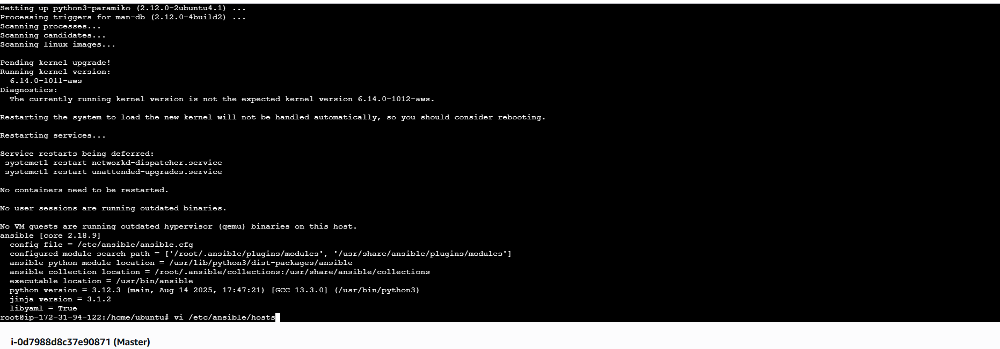 Setting up python3-paramiko (2.12.0-2ubuntu4.1) ...
Processing triggers for man-db (2.12.0-4build2) ...
Scanning processes...
Scanning candidates...
Scanning linux images...
Pending kernel upgrade!
Running kernel version:
  6.14.0-1011-aws
Diagnostics:
  The currently running kernel version is not the expected kernel version 6.14.0-1012-aws.
Restarting the system to load the new kernel will not be handled automatically, so you should consider rebooting.
Restarting services...
Service restarts being deferred:
 systemctl restart networkd-dispatcher.service
 systemctl restart unattended-upgrades.service
No containers need to be restarted.
No user sessions are running outdated binaries.
No VM guests are running outdated hypervisor (qemu) binaries on this host.
ansible [core 2.18.9]
  config file = /etc/ansible/ansible.cfg
  configured module search path = ['/root/.ansible/plugins/modules', '/usr/share/ansible/plugins/modules']
  ansible python module location = /usr/lib/python3/dist-packages/ansible
  ansible collection location = /root/.ansible/collections:/usr/share/ansible/collections
  executable location = /usr/bin/ansible
  python version = 3.12.3 (main, Aug 14 2025, 17:47:21) [GCC 13.3.0] (/usr/bin/python3)
  jinja version = 3.1.2
  libyaml = True
root@ip-172-31-94-122:/home/ubuntu# vi /etc/ansible/hosts
i-0d7988d8c37e90871 (Master)